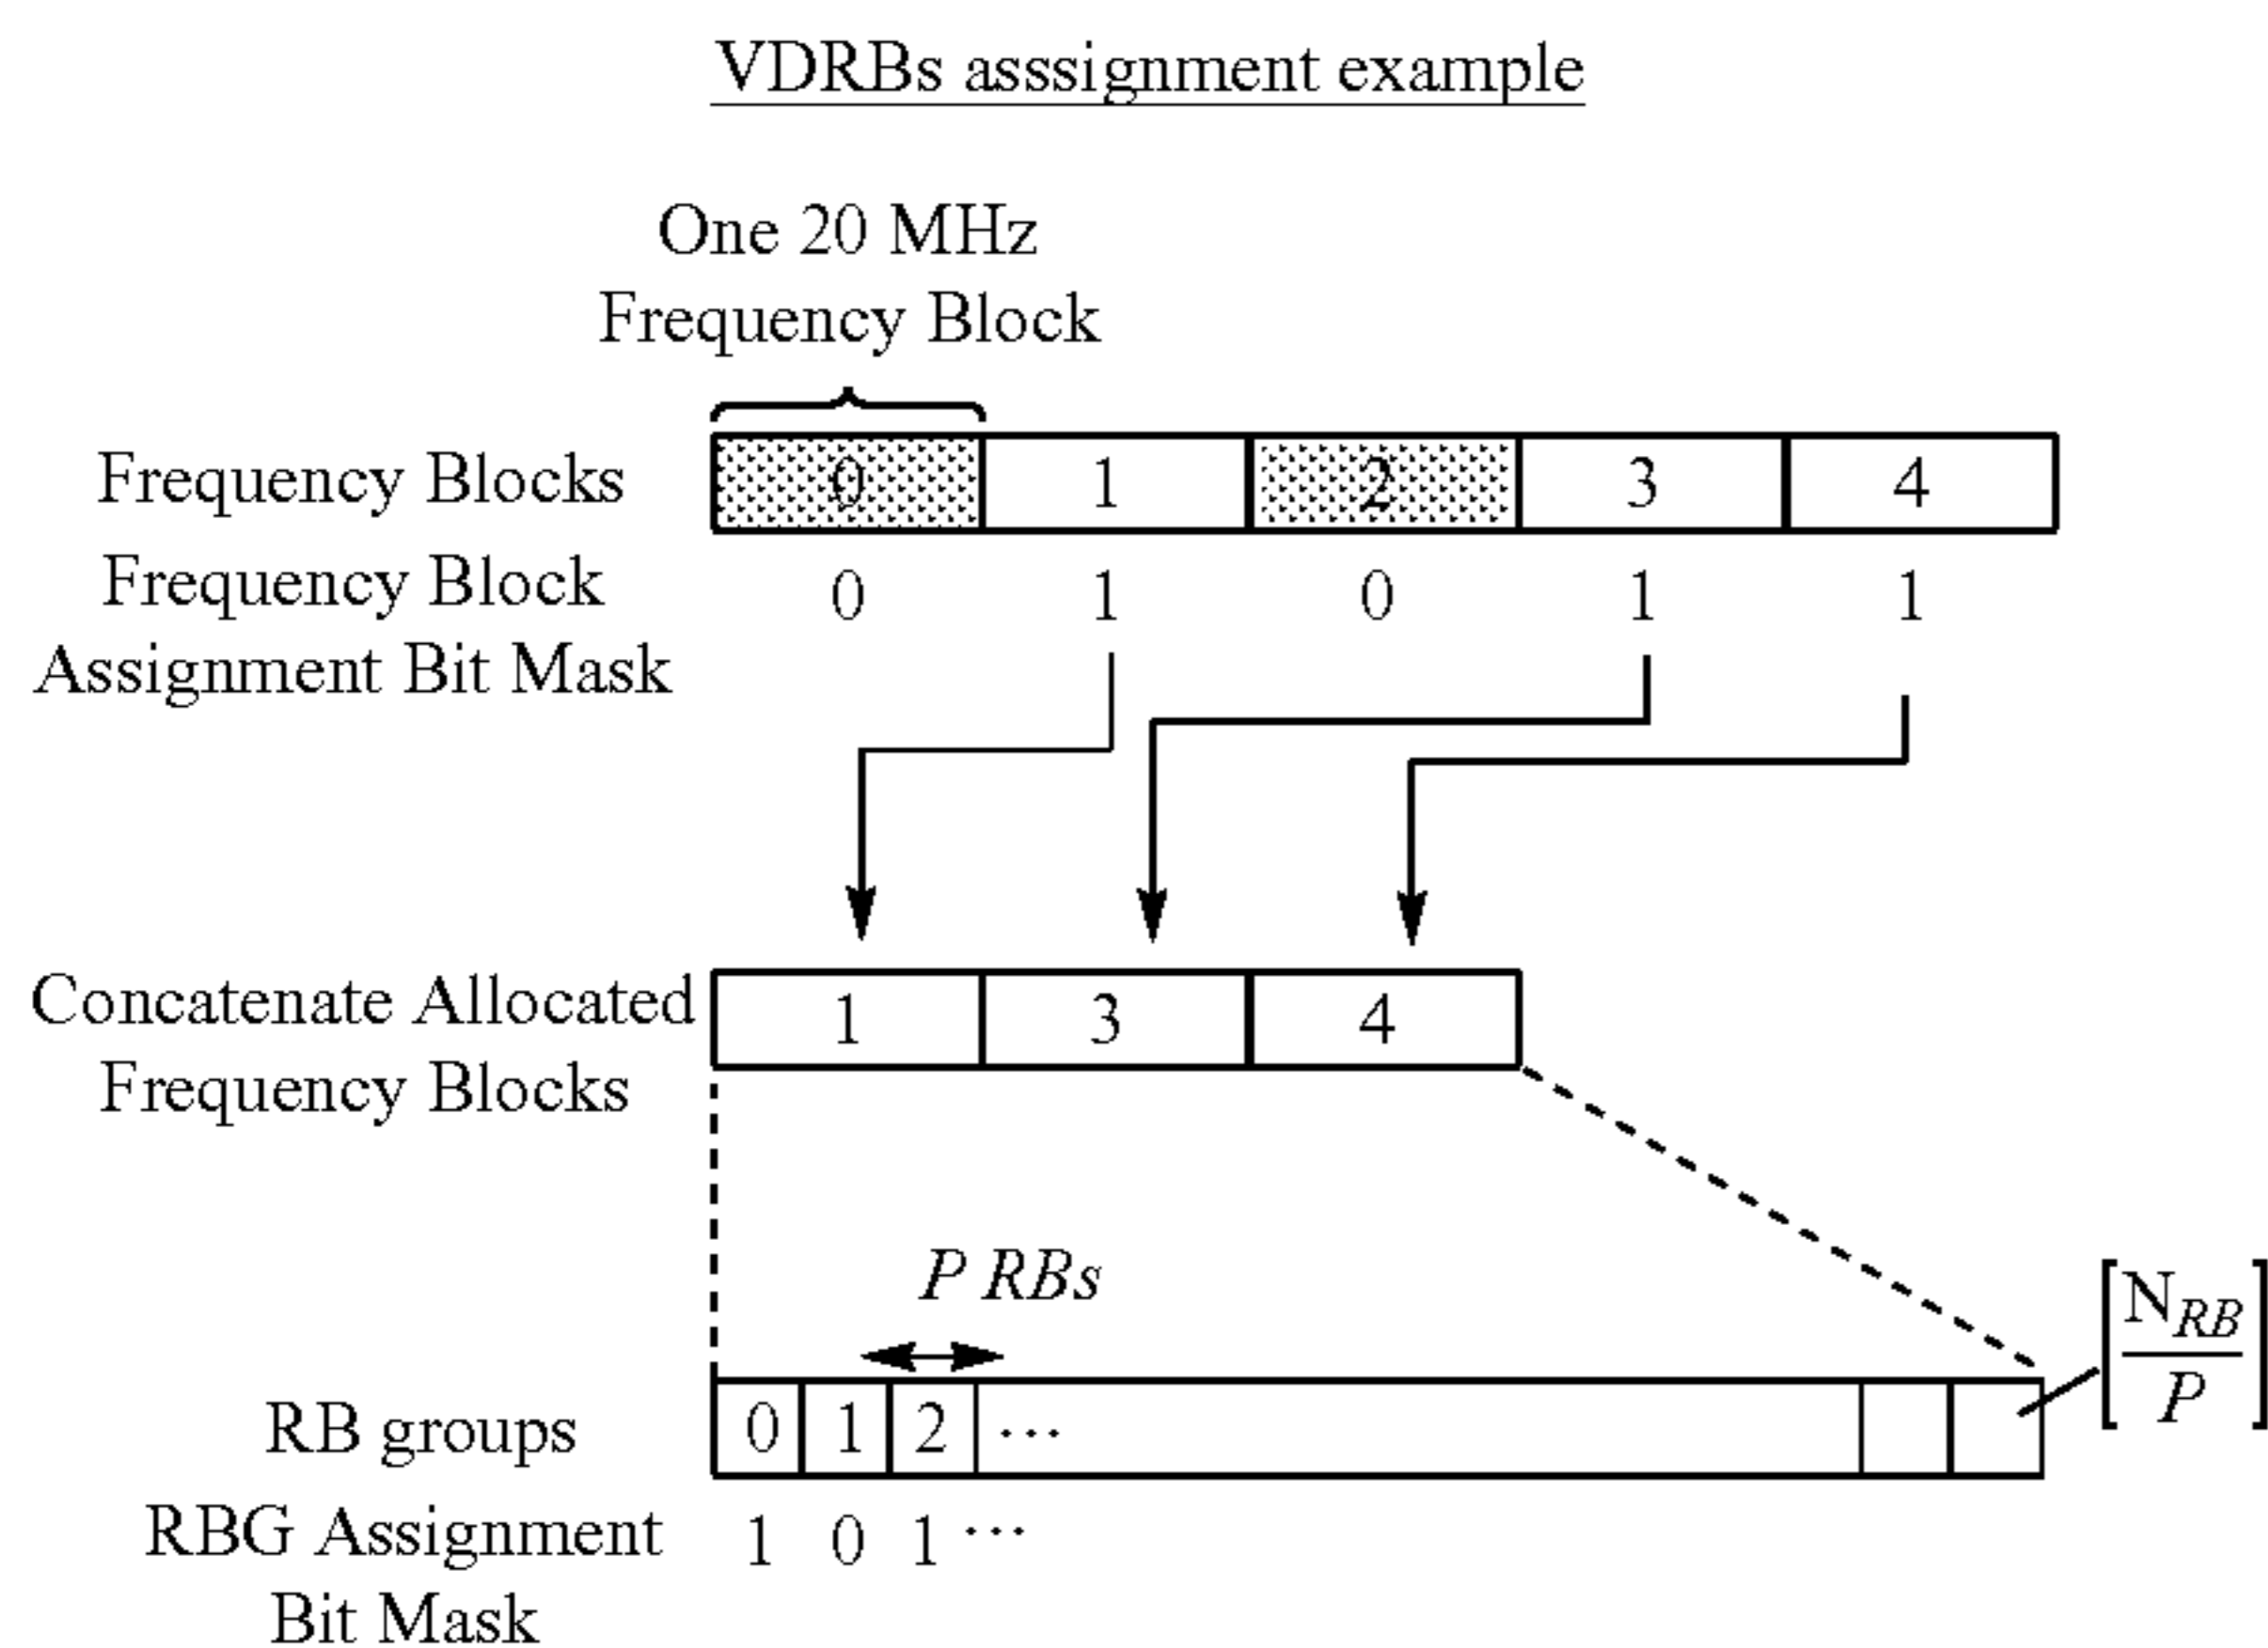 VDRBs asssignment example
One 20 MHz
Frequency Block
Frequency Blocks 0 1 2 3 4
Frequency Block
Assignment Bit Mask
0 1 0 1 1
Concatenate Allocated
Frequency Blocks
1 3 4
P RBs
[N_RB / P]
RB groups 0 1 2 ...
RBG Assignment
Bit Mask
1 0 1 ...